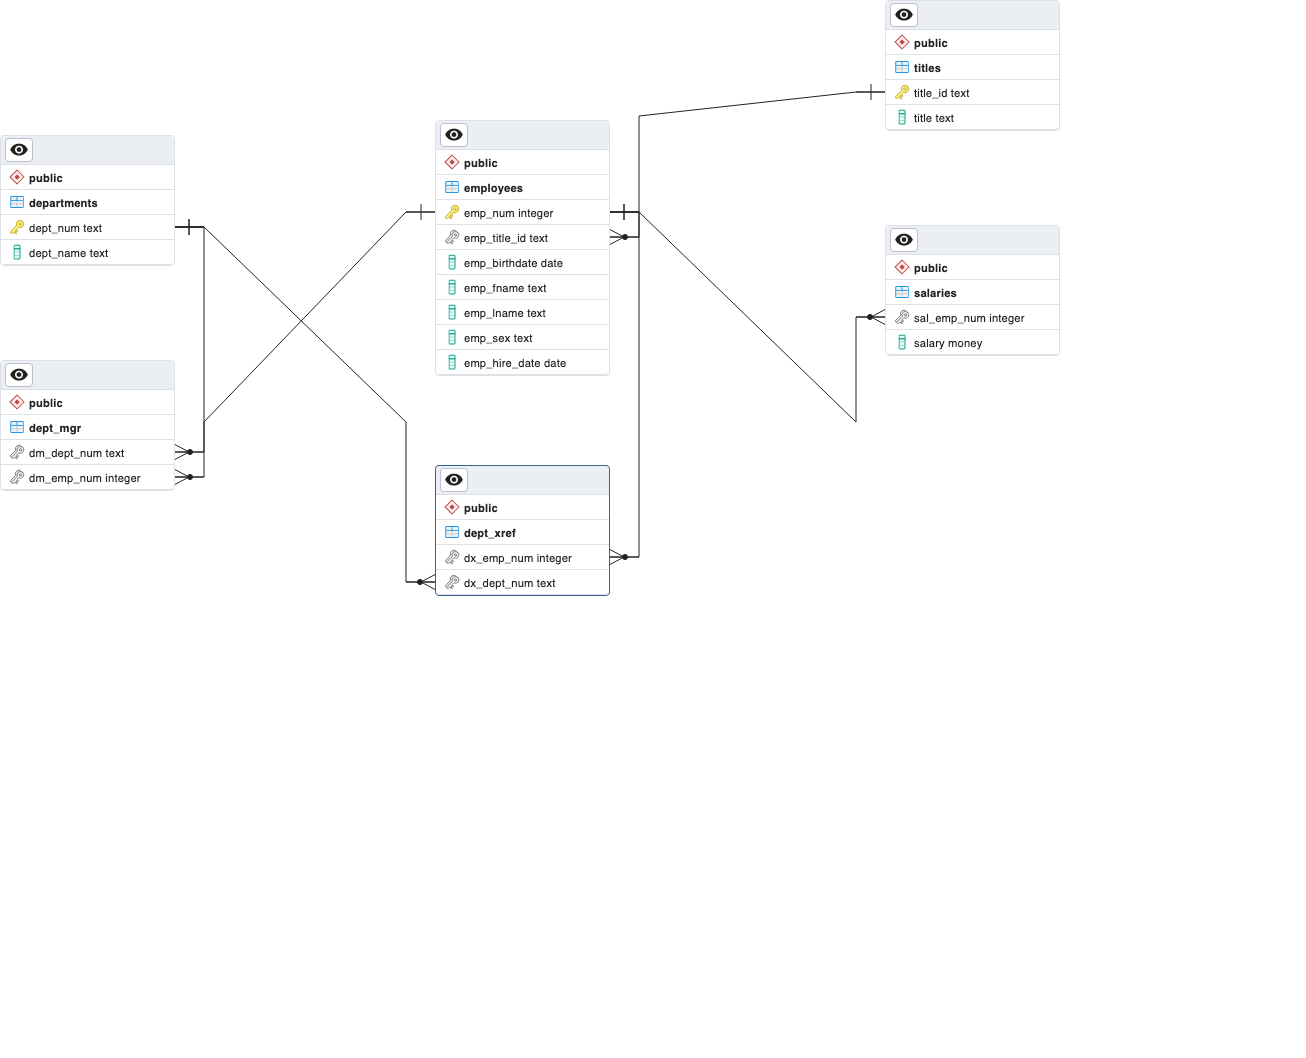 public
departments
dept_num text
dept_name text
public
dept_mgr
dm_dept_num text
dm_emp_num integer
public
employees
emp_num integer
emp_title_id text
emp_birthdate date
emp_fname text
emp_lname text
emp_sex text
emp_hire_date date
public
dept_xref
dx_emp_num integer
dx_dept_num text
public
titles
title_id text
title text
public
salaries
sal_emp_num integer
salary money